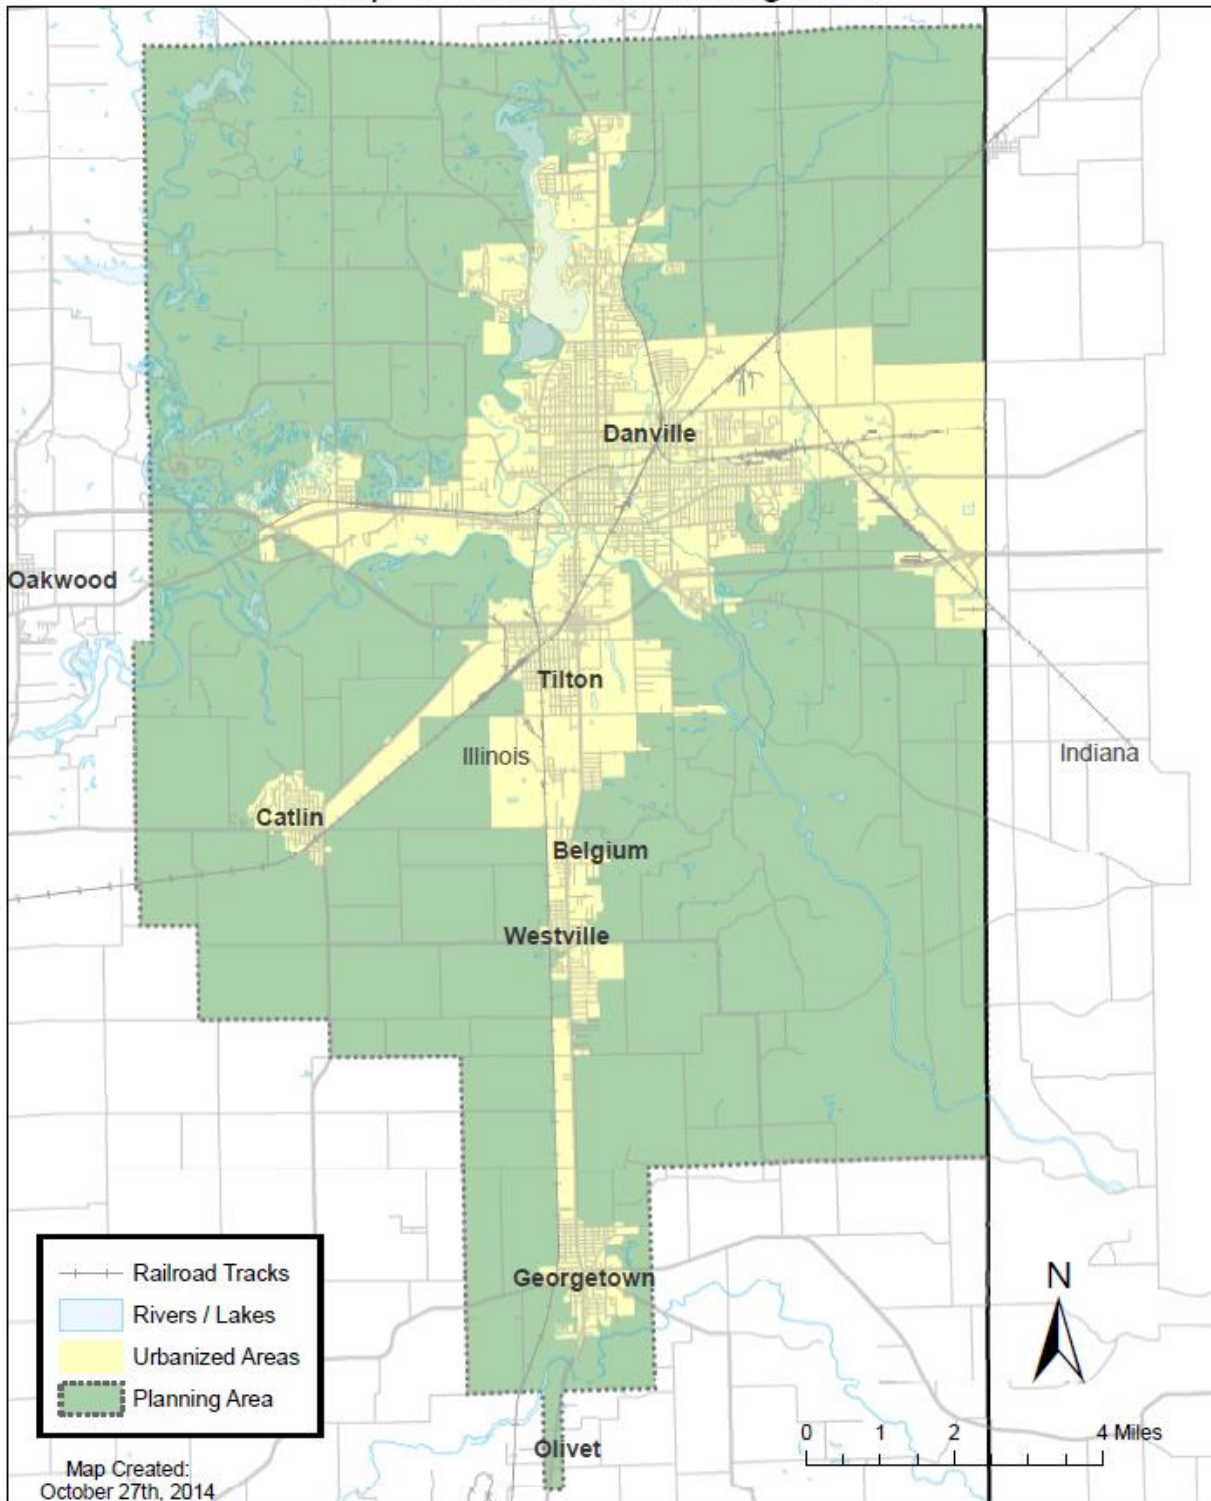 Danville
Oakwood
Tilton
Illinois
Indiana
Catlin
Belgium
Westville
Georgetown
Olivet
Railroad Tracks
Rivers / Lakes
Urbanized Areas
Planning Area
Map Created:
October 27th, 2014
N
0 1 2 4 Miles